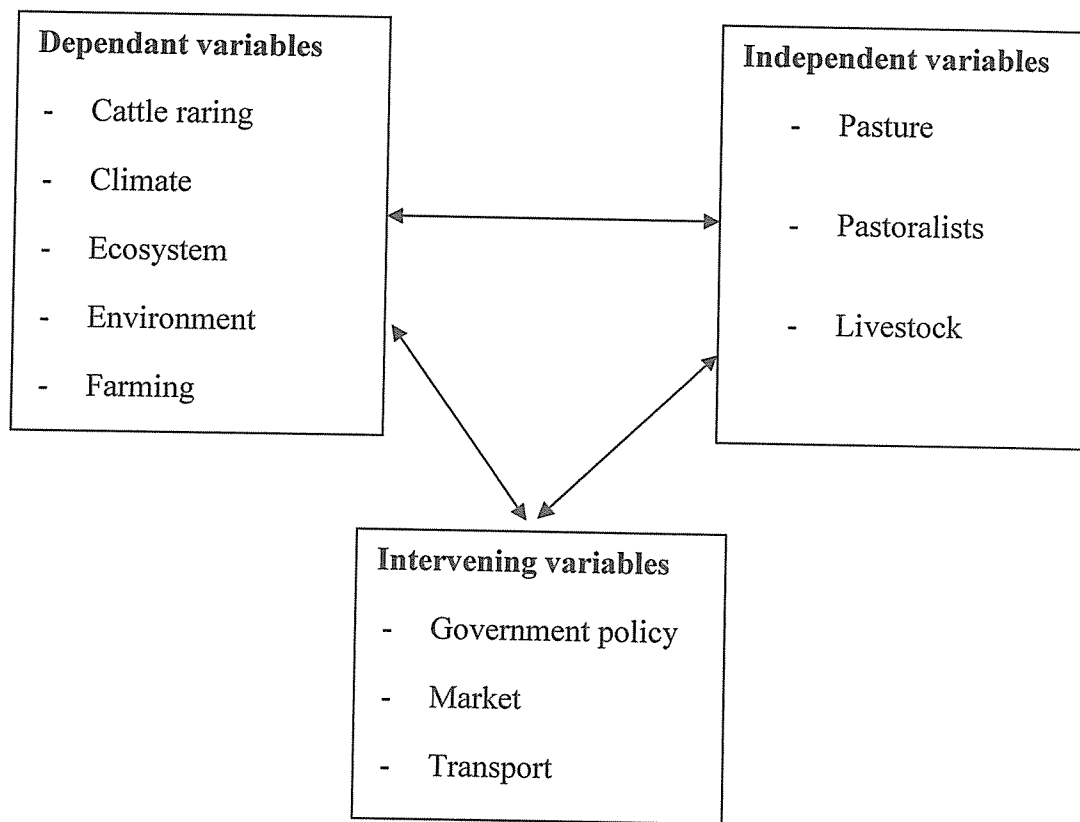 Dependant variables
- Cattle raring
- Climate
- Ecosystem
- Environment
- Farming
Independent variables
- Pasture
- Pastoralists
- Livestock
Intervening variables
- Government policy
- Market
- Transport